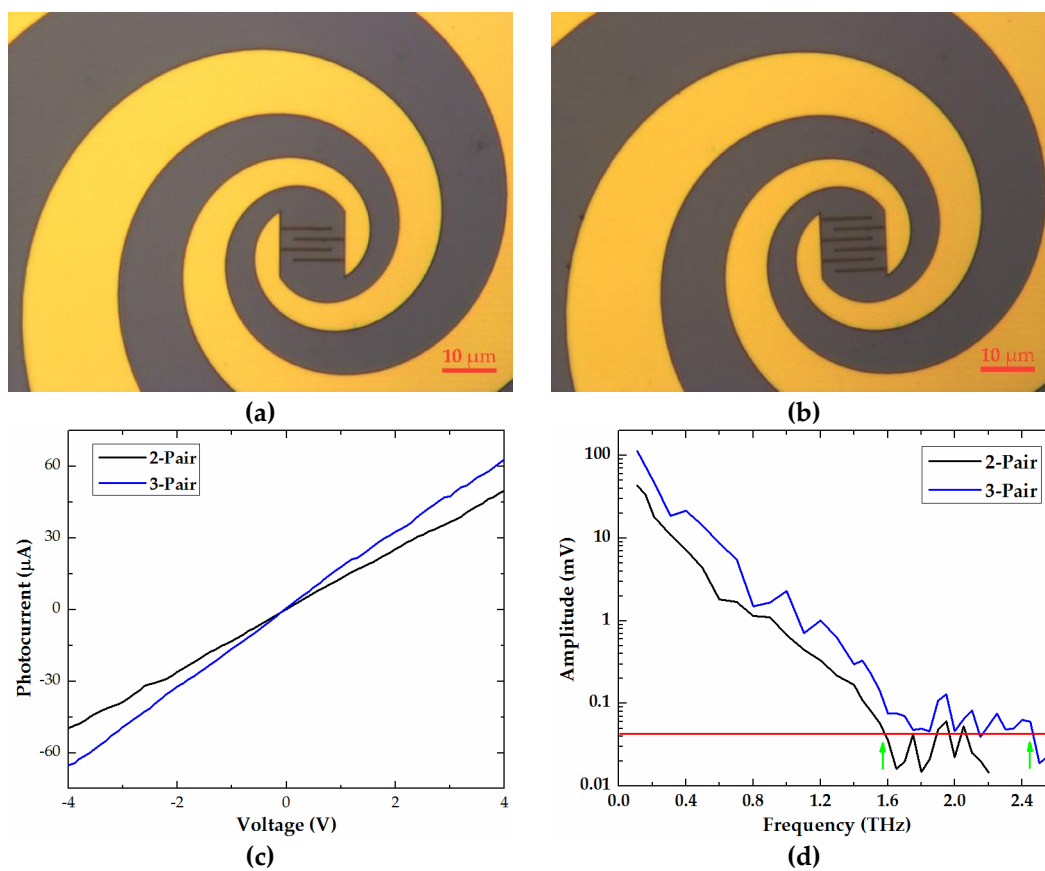 10 μm
10 μm
(a)
(b)
2-Pair
3-Pair
60
30
0
-30
-60
-4
-2
0
2
4
Photocurrent (μA)
Voltage (V)
(c)
2-Pair
3-Pair
100
10
1
0.1
0.01
0.0
0.4
0.8
1.2
1.6
2.0
2.4
Amplitude (mV)
Frequency (THz)
(d)